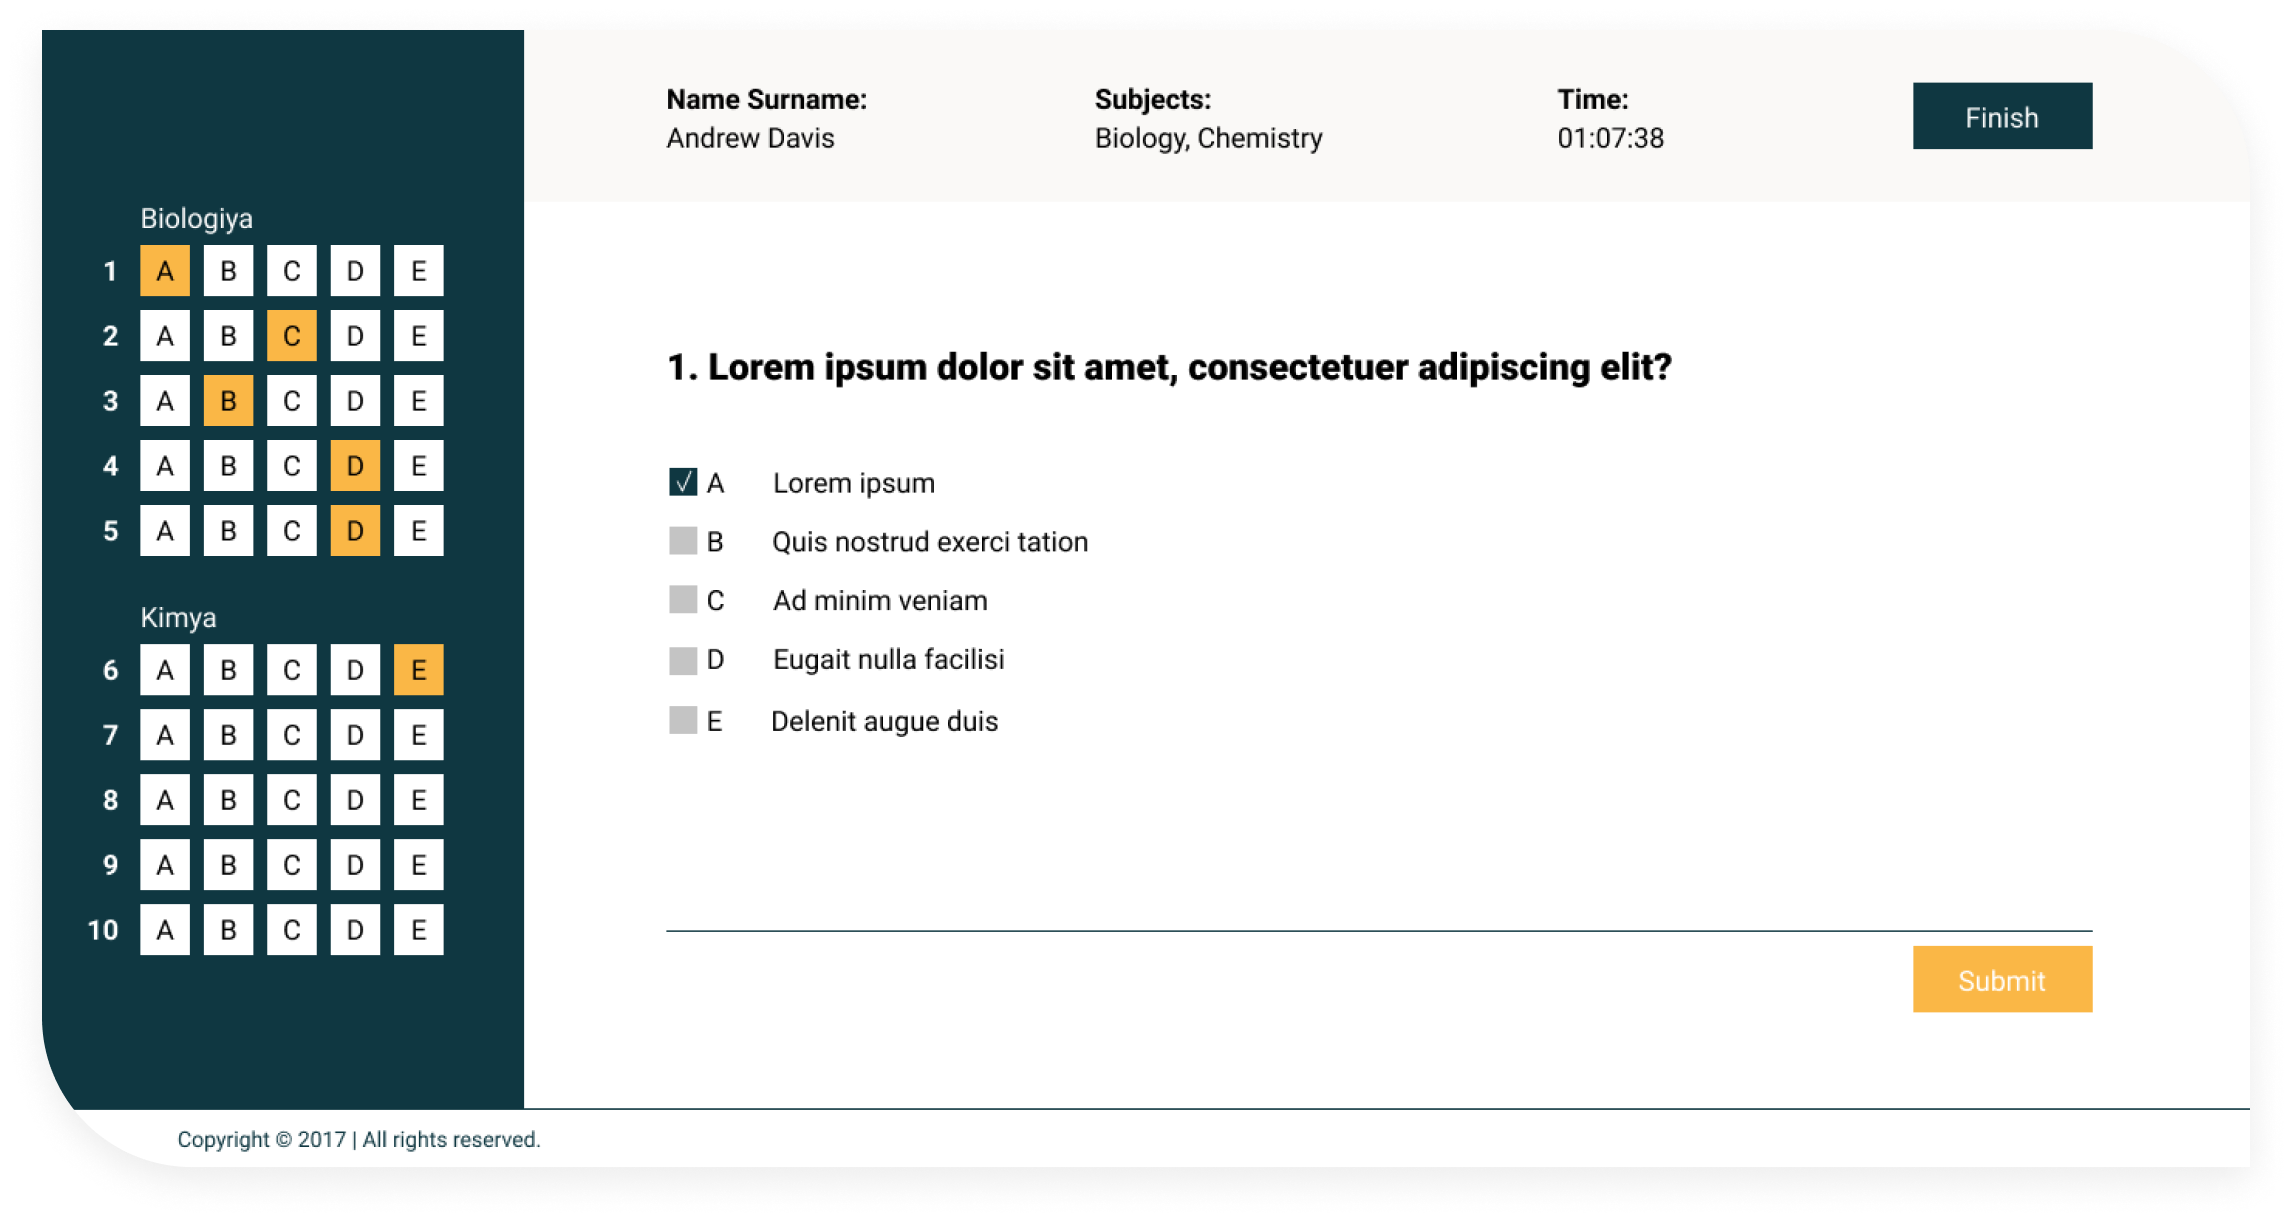 Name Surname:
Andrew Davis
Subjects:
Biology, Chemistry
Time:
01:07:38
Finish
Biologiya
1 A B C D E
2 A B C D E
3 A B C D E
4 A B C D E
5 A B C D E
Kimya
6 A B C D E
7 A B C D E
8 A B C D E
9 A B C D E
10 A B C D E
1. Lorem ipsum dolor sit amet, consectetuer adipiscing elit?
A Lorem ipsum
B Quis nostrud exerci tation
C Ad minim veniam
D Eugait nulla facilisi
E Delenit augue duis
Submit
Copyright © 2017 | All rights reserved.